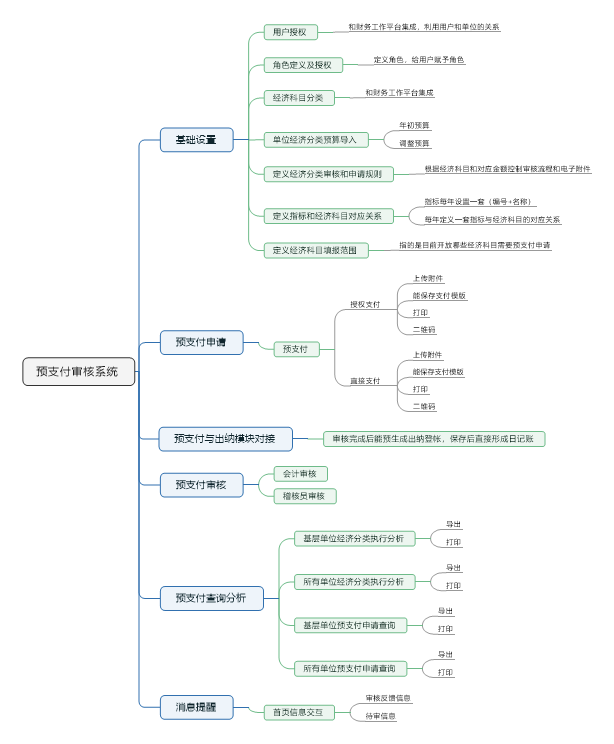 预支付审核系统
基础设置
用户授权
和财务工作平台集成，利用用户和单位的关系
角色定义及授权
定义角色，给用户赋予角色
经济科目分类
和财务工作平台集成
单位经济分类预算导入
年初预算
调整预算
定义经济分类审核和申请规则
根据经济科目和对应金额控制审核流程和电子附件
定义指标和经济科目对应关系
指标每年设置一套（编号+名称）
每年定义一套指标与经济科目的对应关系
定义经济科目填报范围
指的是目前开放哪些经济科目需要预支付申请
预支付申请
预支付
授权支付
上传附件
能保存支付模版
打印
二维码
直接支付
上传附件
能保存支付模版
打印
二维码
预支付与出纳模块对接
审核完成后能预生成出纳登帐，保存后直接形成日记账
预支付审核
会计审核
稽核员审核
预支付查询分析
基层单位经济分类执行分析
导出
打印
所有单位经济分类执行分析
导出
打印
基层单位预支付申请查询
导出
打印
所有单位预支付申请查询
导出
打印
消息提醒
首页信息交互
审核反馈信息
待审信息